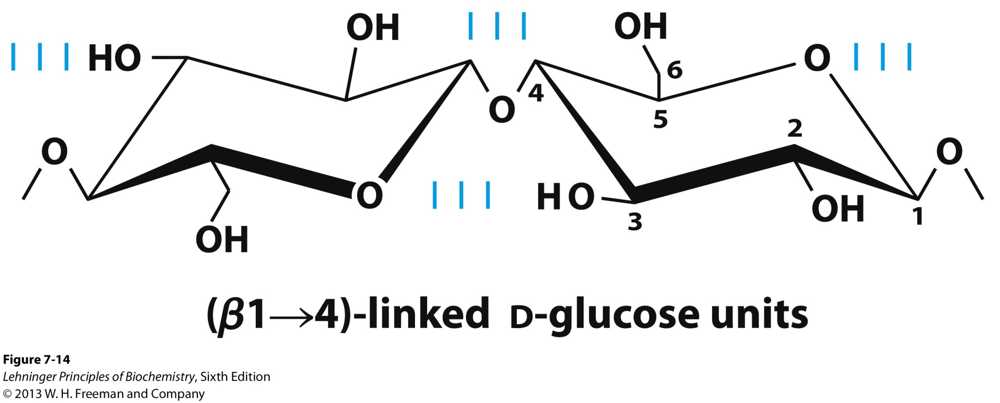 OH OH
HO O
6
4
O
5
2
O O
HO
O
OH
3 1
OH
(β1→4)-linked D-glucose units
Figure 7-14
Lehninger Principles of Biochemistry, Sixth Edition
© 2013 W. H. Freeman and Company